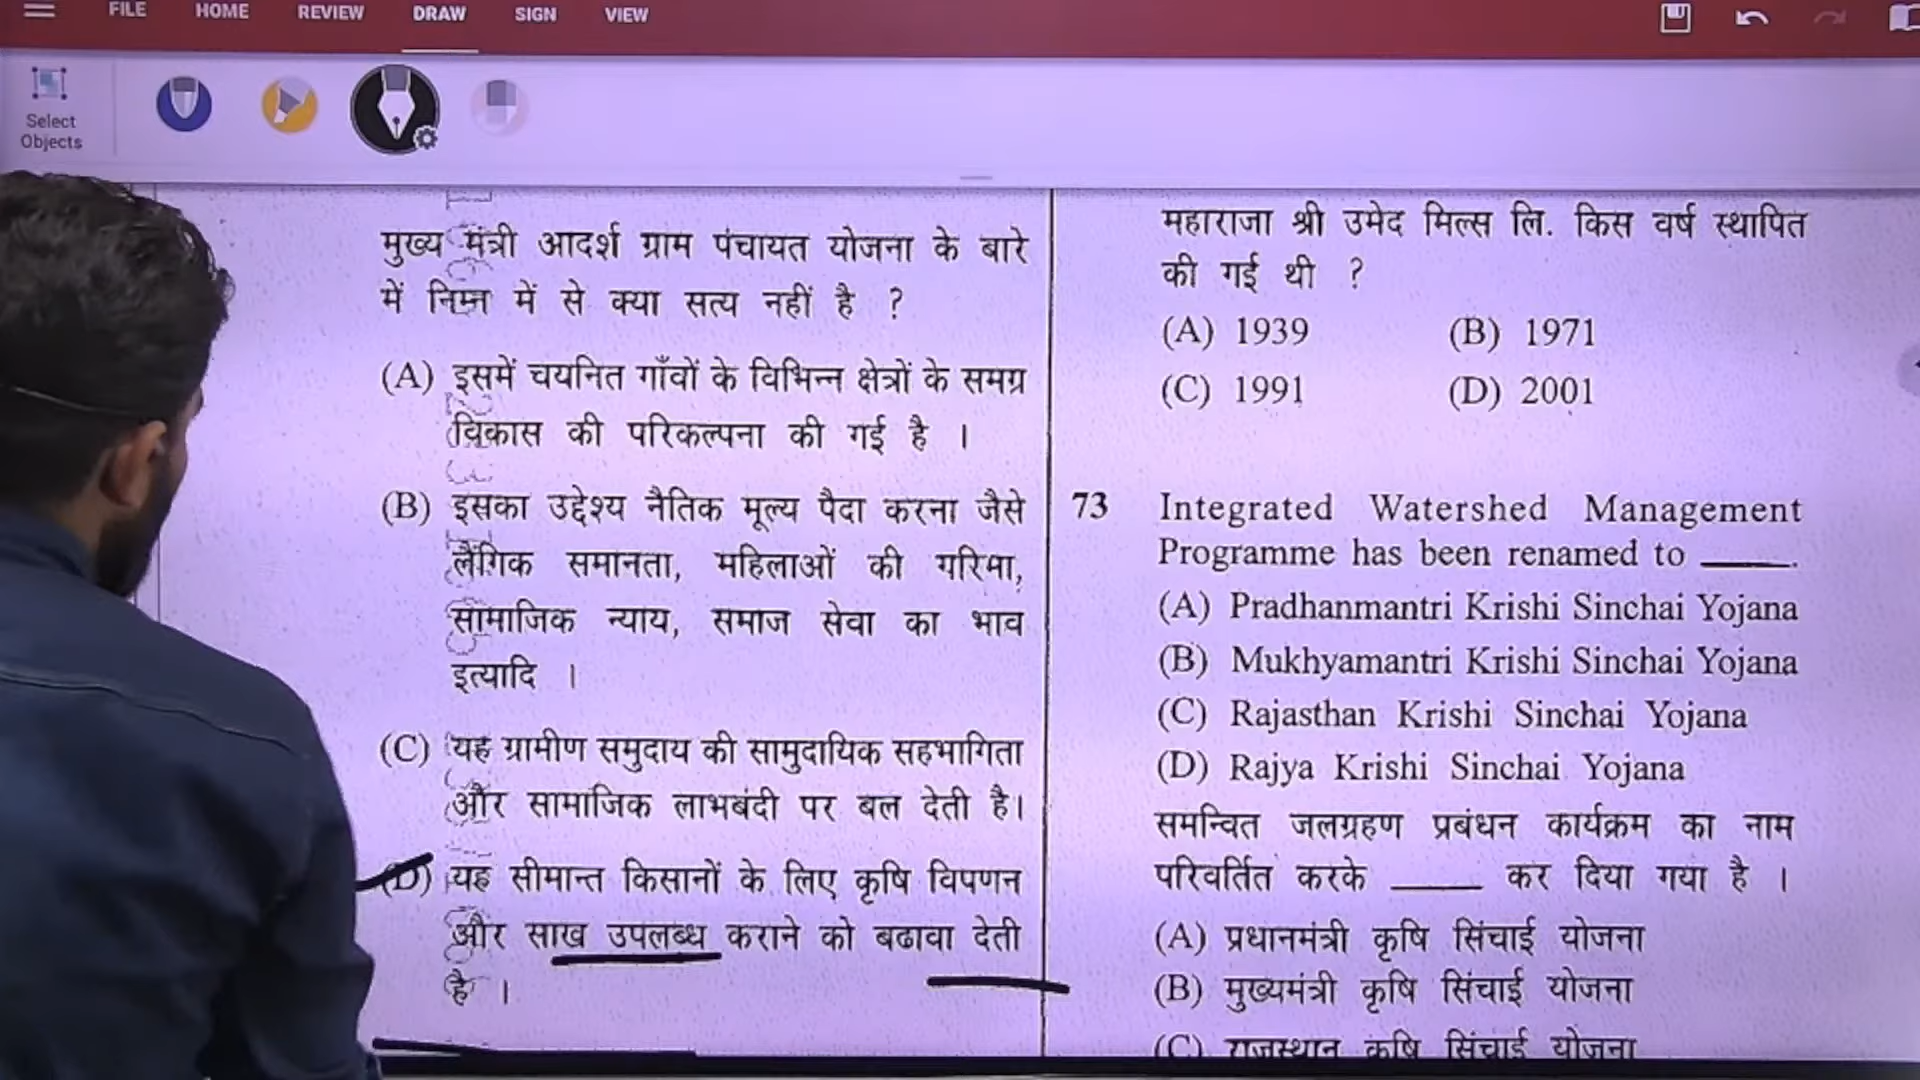 FILE HOME REVIEW DRAW SIGN VIEW
Select
Objects
मुख्य मंत्री आदर्श ग्राम पंचायत योजना के बारे
में निम्न में से क्या सत्य नहीं है ?
(A) इसमें चयनित गाँवों के विभिन्न क्षेत्रों के समग्र
विकास की परिकल्पना की गई है ।
(B) इसका उद्देश्य नैतिक मूल्य पैदा करना जैसे
लैंगिक समानता, महिलाओं की गरिमा,
सामाजिक न्याय, समाज सेवा का भाव
इत्यादि ।
(C) यह ग्रामीण समुदाय की सामुदायिक सहभागिता
और सामाजिक लाभबंदी पर बल देती है।
(D) यह सीमान्त किसानों के लिए कृषि विपणन
और साख उपलब्ध कराने को बढावा देती
है ।
महाराजा श्री उमेद मिल्स लि. किस वर्ष स्थापित
की गई थी ?
(A) 1939 (B) 1971
(C) 1991 (D) 2001
73 Integrated Watershed Management
Programme has been renamed to _____.
(A) Pradhanmantri Krishi Sinchai Yojana
(B) Mukhyamantri Krishi Sinchai Yojana
(C) Rajasthan Krishi Sinchai Yojana
(D) Rajya Krishi Sinchai Yojana
समन्वित जलग्रहण प्रबंधन कार्यक्रम का नाम
परिवर्तित करके _____ कर दिया गया है ।
(A) प्रधानमंत्री कृषि सिंचाई योजना
(B) मुख्यमंत्री कृषि सिंचाई योजना
(C) राजस्थान कृषि सिंचाई योजना